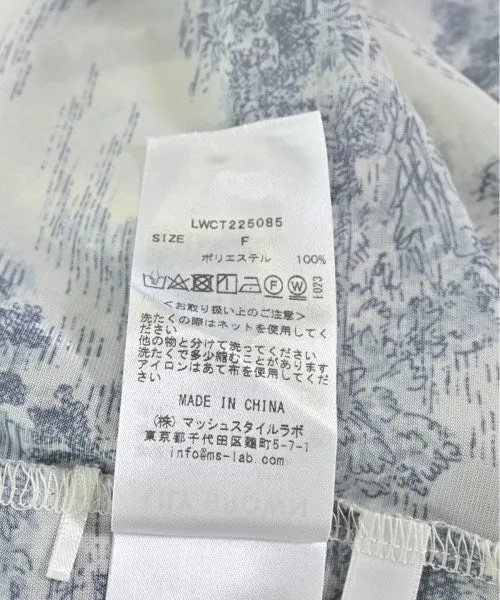 LWCT225085
SIZE F
ポリエステル 100%
F W E023
<お取り扱い上のご注意>
洗たくの際はネットを使用してく
ださい
他の物と分けて洗ってください
洗たくで多少縮むことがあります
アイロンはあて布を使用してくだ
さい
MADE IN CHINA
(株)マッシュスタイルラボ
東京都千代田区麹町5-7-1
info@ms-lab.com